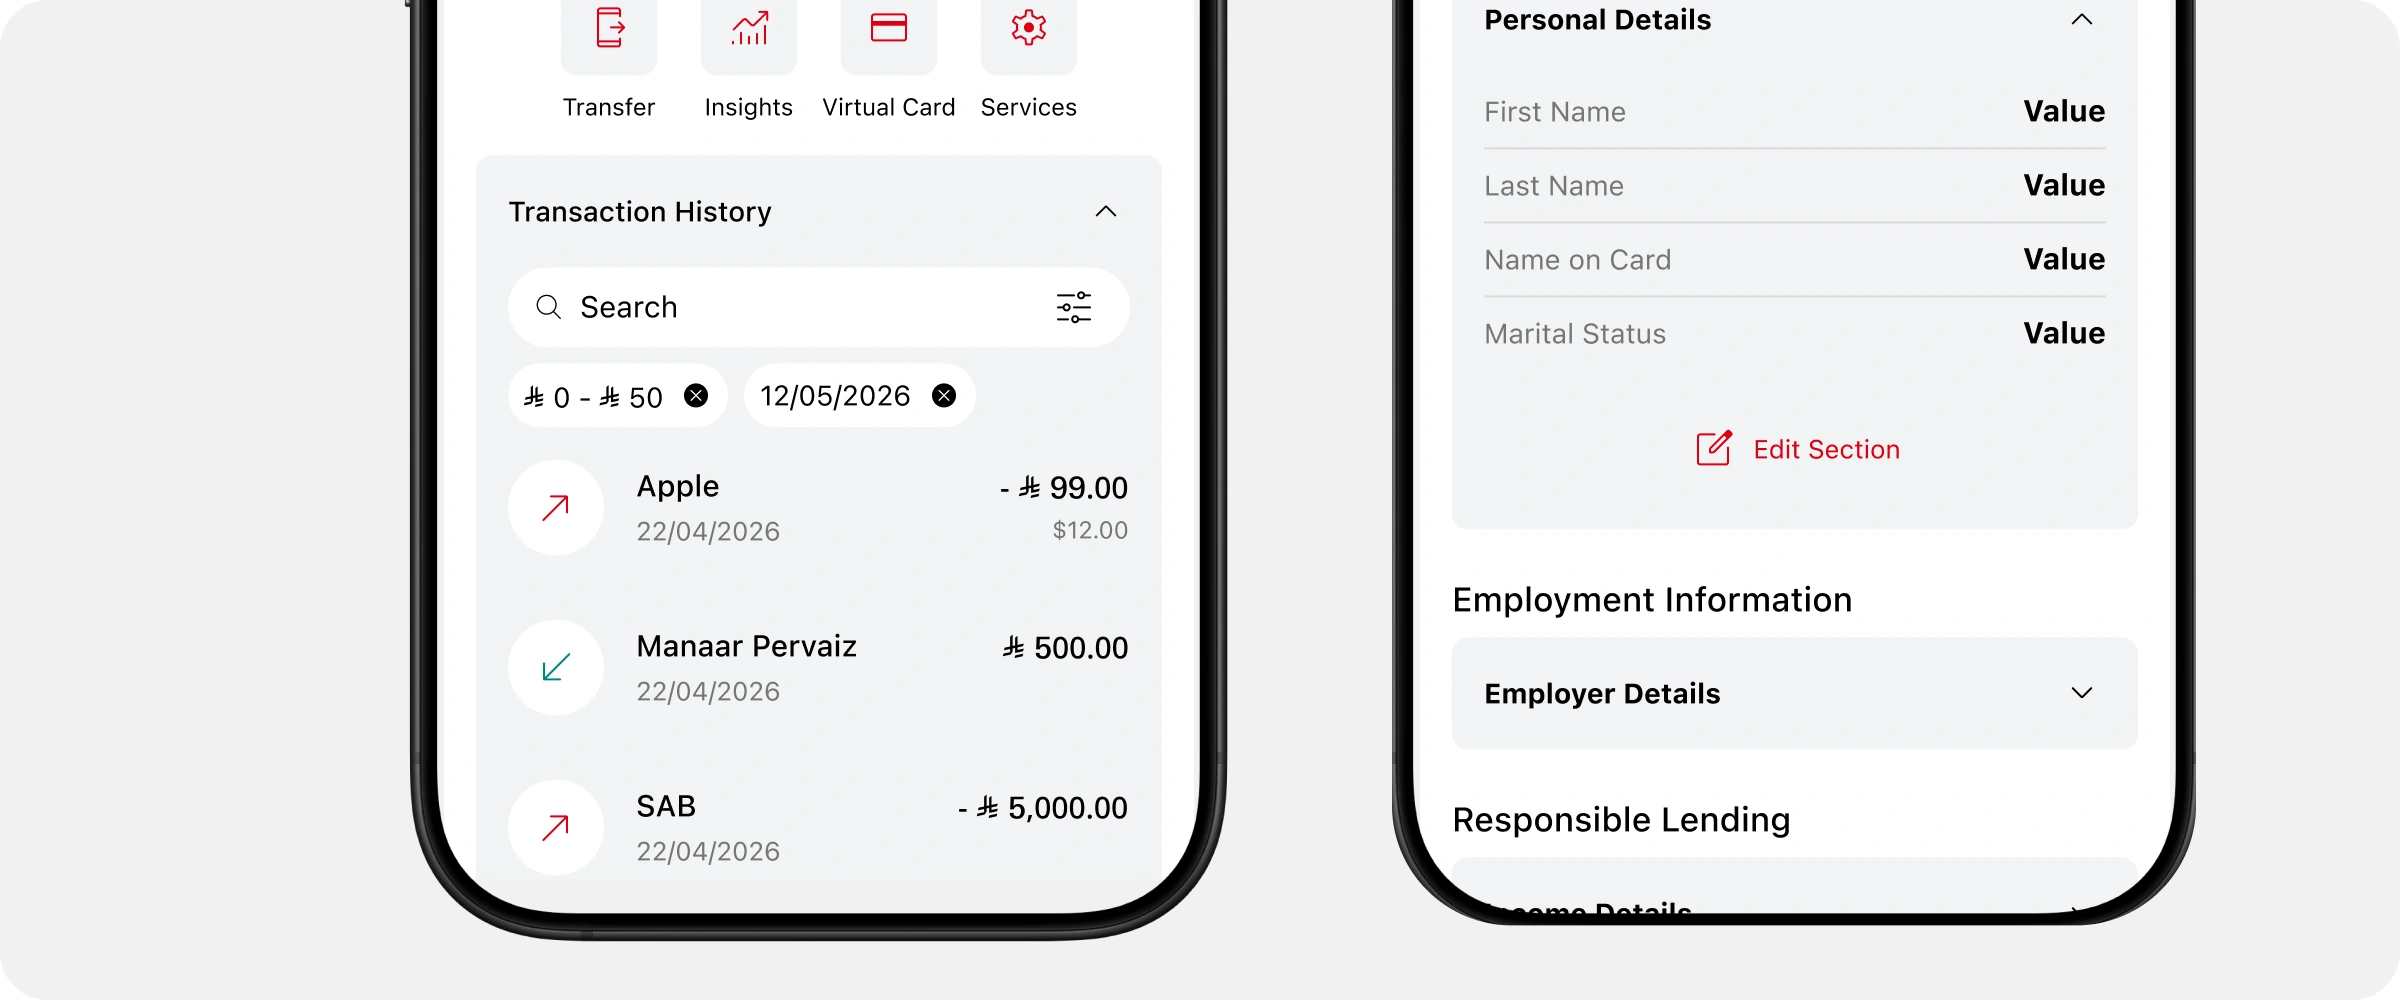 Transfer
Insights
Virtual Card
Services
Transaction History
Search
⃁ 0 - ⃁ 50
12/05/2026
Apple
- ⃁ 99.00
22/04/2026
$12.00
Manaar Pervaiz
⃁ 500.00
22/04/2026
SAB
- ⃁ 5,000.00
22/04/2026
Personal Details
First Name
Value
Last Name
Value
Name on Card
Value
Marital Status
Value
Edit Section
Employment Information
Employer Details
Responsible Lending
Income Details